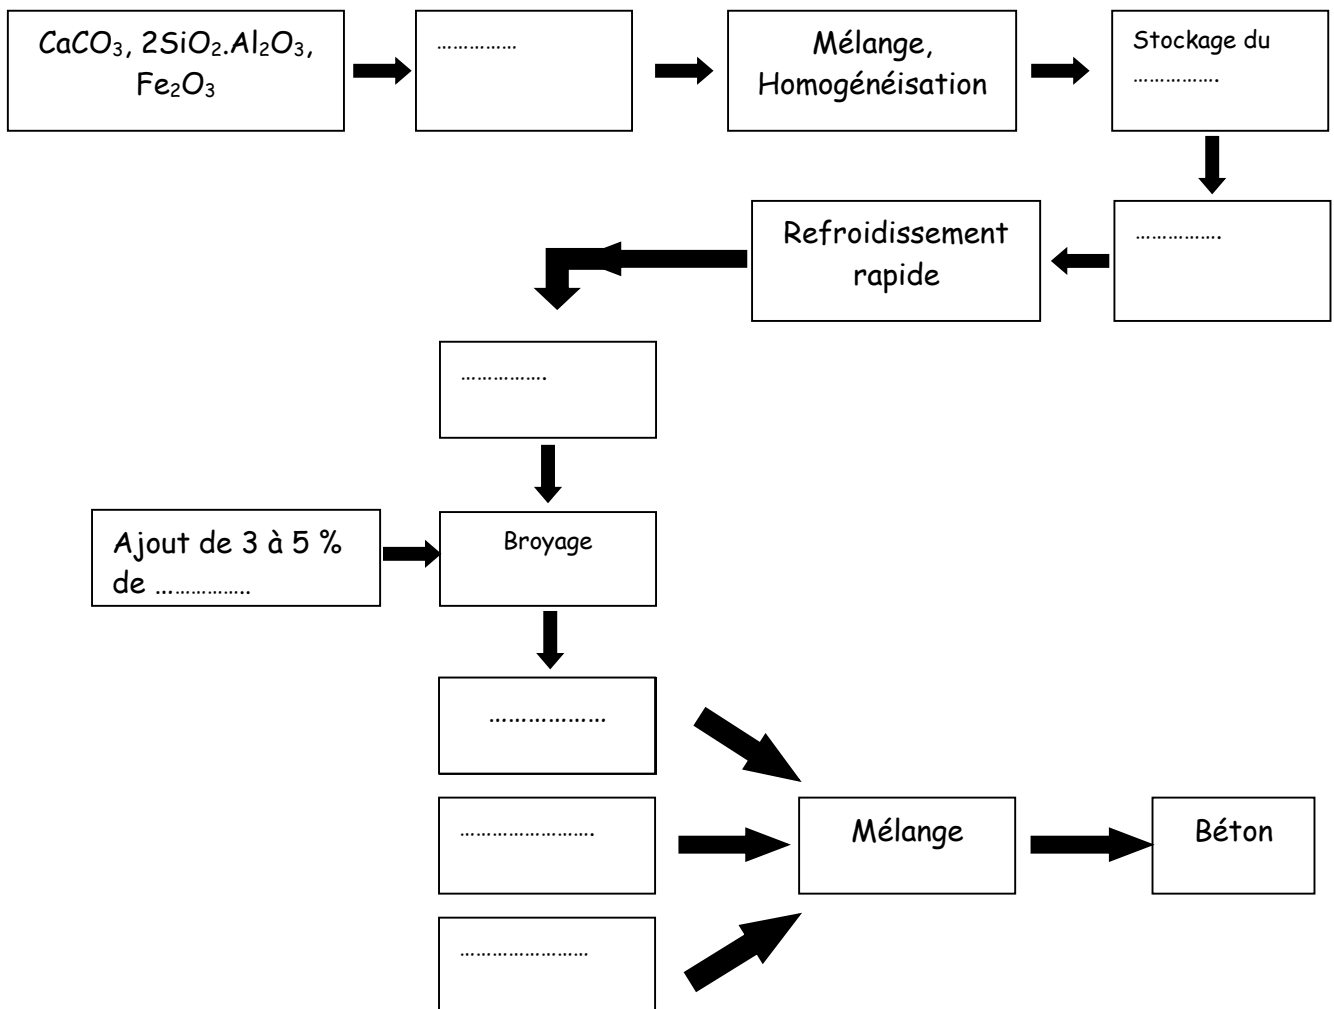 CaCO₃, 2SiO₂.Al₂O₃,
Fe₂O₃
……………
Mélange,
Homogénéisation
Stockage du
…………….
Refroidissement
rapide
…………….
…………….
Ajout de 3 à 5 %
de ……………..
Broyage
………………
…………………….
Mélange
Béton
……………………